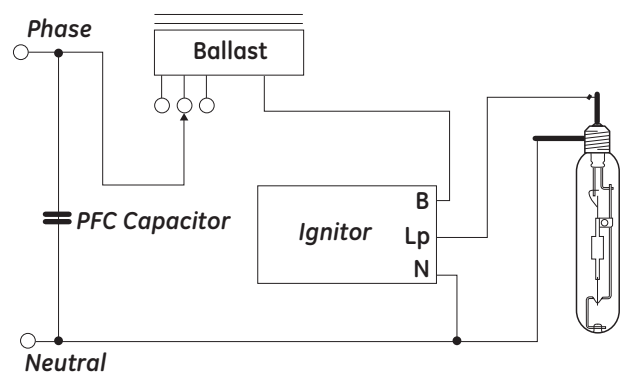 Phase
Ballast
PFC Capacitor
Ignitor
B
Lp
N
Neutral